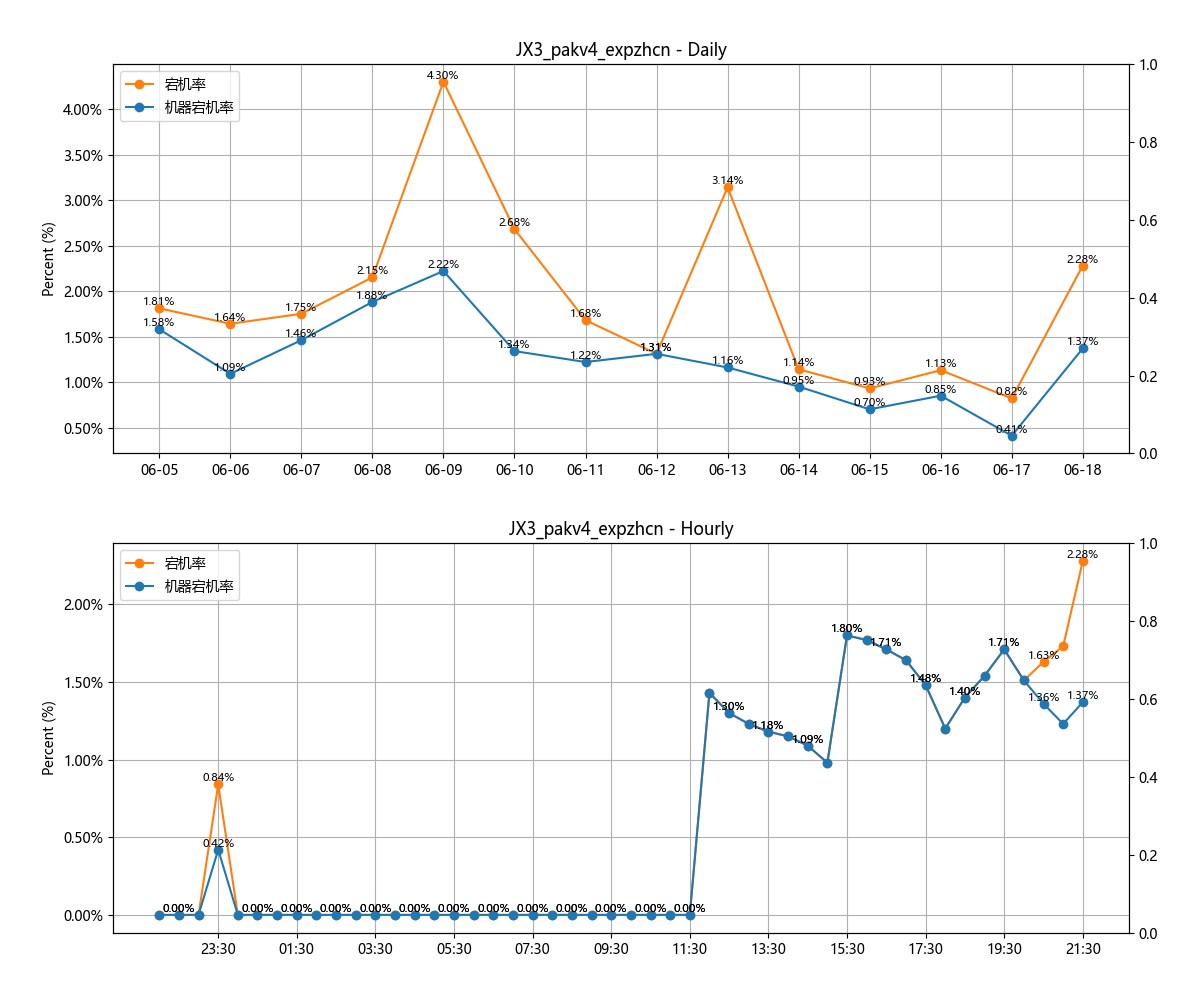 JX3_pakv4_expzhcn - Daily
宕机率
机器宕机率
Percent (%)
4.00%
3.50%
3.00%
2.50%
2.00%
1.50%
1.00%
0.50%
1.0
0.8
0.6
0.4
0.2
0.0
1.81% 1.64% 1.75% 2.15% 4.30% 2.68% 1.68% 1.31% 3.14% 1.14% 0.93% 1.13% 0.82% 2.28%
1.58% 1.09% 1.46% 1.88% 2.22% 1.34% 1.22% 1.31% 1.16% 0.95% 0.70% 0.85% 0.41% 1.37%
06-05 06-06 06-07 06-08 06-09 06-10 06-11 06-12 06-13 06-14 06-15 06-16 06-17 06-18
JX3_pakv4_expzhcn - Hourly
宕机率
机器宕机率
Percent (%)
2.00%
1.50%
1.00%
0.50%
0.00%
1.0
0.8
0.6
0.4
0.2
0.0
0.84%
0.42%
0.00% 0.00% 0.00% 0.00% 0.00% 0.00% 0.00% 0.00% 0.00% 0.00% 0.00% 0.00% 0.00%
1.30% 1.18% 1.09% 1.80% 1.71% 1.48% 1.40% 1.71% 1.63% 2.28%
1.36% 1.37%
23:30 01:30 03:30 05:30 07:30 09:30 11:30 13:30 15:30 17:30 19:30 21:30